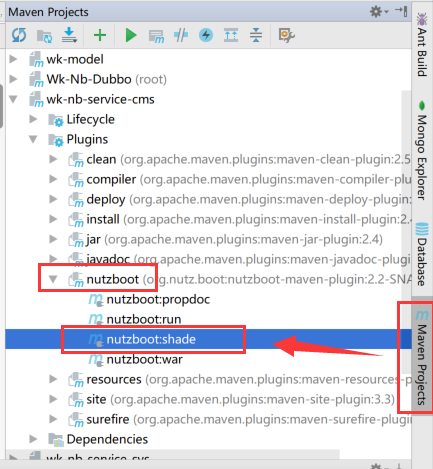 Maven Projects
wk-model
Wk-Nb-Dubbo (root)
wk-nb-service-cms
Lifecycle
Plugins
clean (org.apache.maven.plugins:maven-clean-plugin:2.5
compiler (org.apache.maven.plugins:maven-compiler-plu
deploy (org.apache.maven.plugins:maven-deploy-plugin:
install (org.apache.maven.plugins:maven-install-plugin:2.4
jar (org.apache.maven.plugins:maven-jar-plugin:2.4)
javadoc (org.apache.maven.plugins:maven-javadoc-plugin
nutzboot (org.nutz.boot:nutzboot-maven-plugin:2.2-SNA
nutzboot:propdoc
nutzboot:run
nutzboot:shade
nutzboot:war
resources (org.apache.maven.plugins:maven-resources-p
site (org.apache.maven.plugins:maven-site-plugin:3.3)
surefire (org.apache.maven.plugins:maven-surefire-plugin
Dependencies
wk-nb-service-sys
Ant Build
Mongo Explorer
Database
Maven Projects